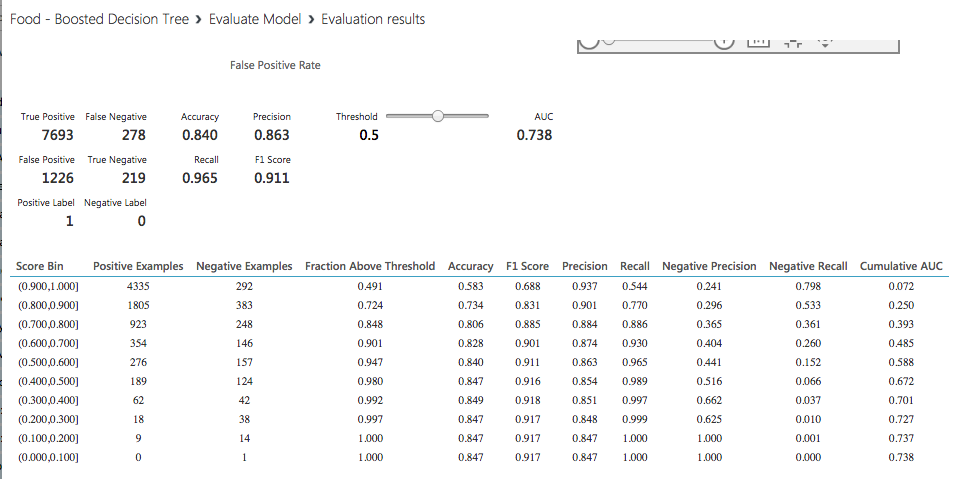 Food - Boosted Decision Tree › Evaluate Model › Evaluation results
False Positive Rate
True Positive False Negative Accuracy Precision Threshold AUC
7693 278 0.840 0.863 0.5 0.738
False Positive True Negative Recall F1 Score
1226 219 0.965 0.911
Positive Label Negative Label
1 0
Score Bin Positive Examples Negative Examples Fraction Above Threshold Accuracy F1 Score Precision Recall Negative Precision Negative Recall Cumulative AUC
(0.900,1.000] 4335 292 0.491 0.583 0.688 0.937 0.544 0.241 0.798 0.072
(0.800,0.900] 1805 383 0.724 0.734 0.831 0.901 0.770 0.296 0.533 0.250
(0.700,0.800] 923 248 0.848 0.806 0.885 0.884 0.886 0.365 0.361 0.393
(0.600,0.700] 354 146 0.901 0.828 0.901 0.874 0.930 0.404 0.260 0.485
(0.500,0.600] 276 157 0.947 0.840 0.911 0.863 0.965 0.441 0.152 0.588
(0.400,0.500] 189 124 0.980 0.847 0.916 0.854 0.989 0.516 0.066 0.672
(0.300,0.400] 62 42 0.992 0.849 0.918 0.851 0.997 0.662 0.037 0.701
(0.200,0.300] 18 38 0.997 0.847 0.917 0.848 0.999 0.625 0.010 0.727
(0.100,0.200] 9 14 1.000 0.847 0.917 0.847 1.000 1.000 0.001 0.737
(0.000,0.100] 0 1 1.000 0.847 0.917 0.847 1.000 1.000 0.000 0.738